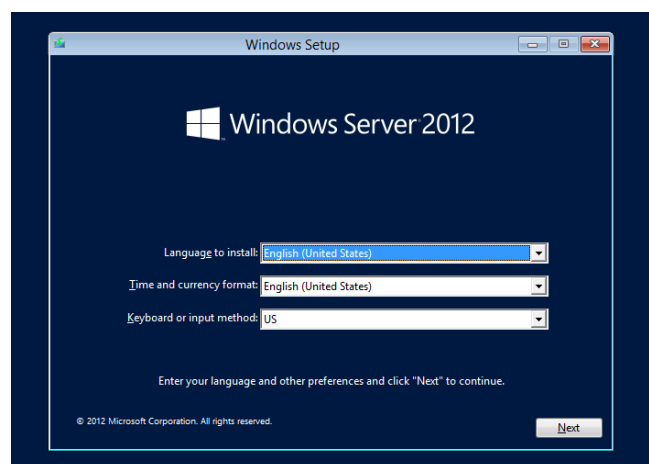 Windows Setup
Windows Server 2012
Language to install: English (United States)
Time and currency format: English (United States)
Keyboard or input method: US
Enter your language and other preferences and click "Next" to continue.
© 2012 Microsoft Corporation. All rights reserved.
Next